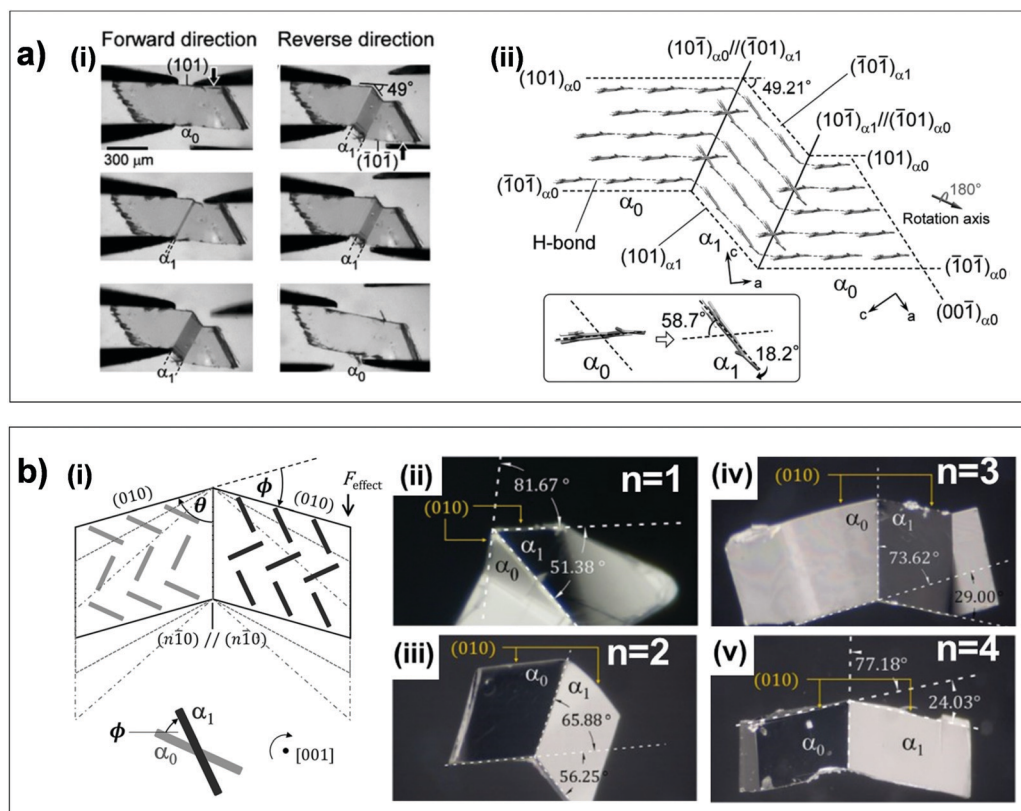 a)
(i)
Forward direction
Reverse direction
(101)
α₀
300 μm
49°
α₁
(1̄01̄)
α₁
α₁
α₁
α₀
(ii)
(101̄)α₀//(1̄01)α₁
(101)α₀
49.21°
(1̄01̄)α₁
(101̄)α₁//(1̄01)α₀
(101)α₀
180°
Rotation axis
(1̄01̄)α₀
α₀
H-bond
(101)α₁
α₁
c
a
α₀
(1̄01̄)α₀
c
a
(001̄)α₀
58.7°
18.2°
α₀
α₁
b)
(i)
ϕ
F effect
(010)
θ
(010)
(n1̄0) // (n1̄0)
ϕ
α₁
α₀
[001]
(ii)
n=1
81.67°
(010)
α₁
α₀
51.38°
(iii)
n=2
(010)
α₀
α₁
65.88°
56.25°
(iv)
n=3
(010)
α₀
α₁
73.62°
29.00°
(v)
n=4
77.18°
(010)
24.03°
α₀
α₁